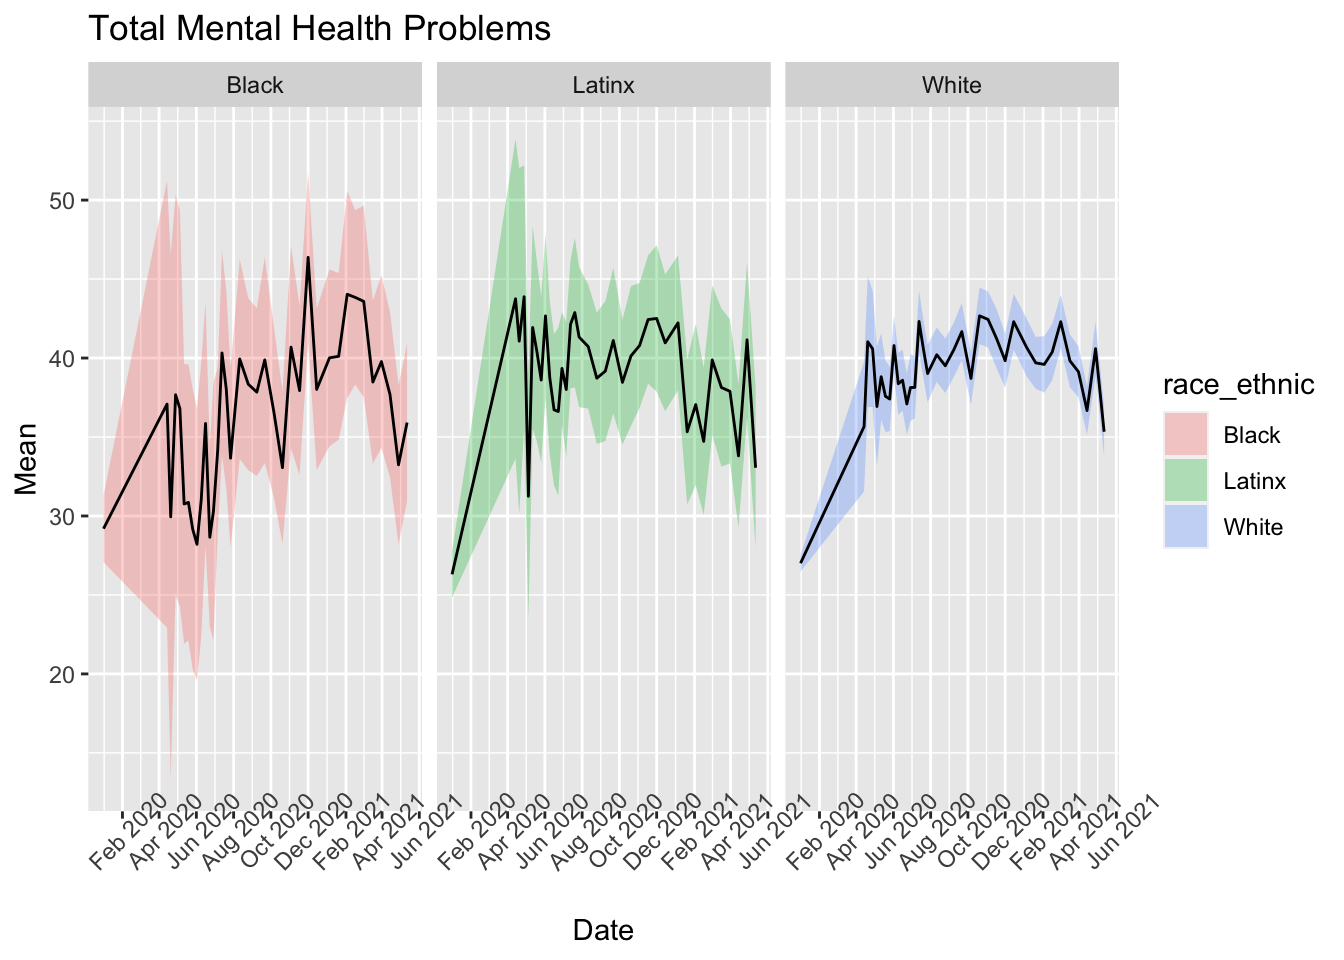 Total Mental Health Problems
Black Latinx White
50
40
30
20
Mean
Feb 2020 Apr 2020 Jun 2020 Aug 2020 Oct 2020 Dec 2020 Feb 2021 Apr 2021 Jun 2021 Feb 2020 Apr 2020 Jun 2020 Aug 2020 Oct 2020 Dec 2020 Feb 2021 Apr 2021 Jun 2021 Feb 2020 Apr 2020 Jun 2020 Aug 2020 Oct 2020 Dec 2020 Feb 2021 Apr 2021 Jun 2021
Date
race_ethnic
Black
Latinx
White